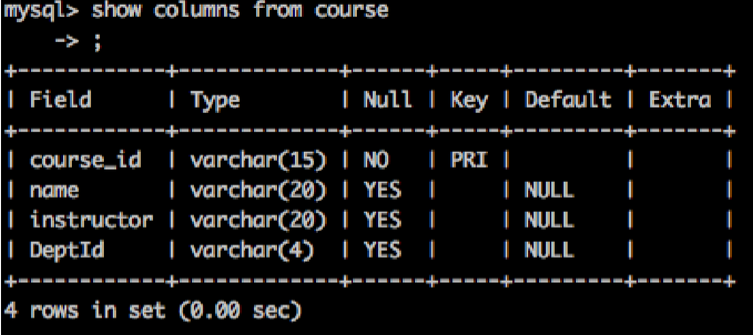 mysql> show columns from course
    -> ;
+------------+-------------+------+-----+---------+-------+
| Field      | Type        | Null | Key | Default | Extra |
+------------+-------------+------+-----+---------+-------+
| course_id  | varchar(15) | NO   | PRI |         |       |
| name       | varchar(20) | YES  |     | NULL    |       |
| instructor | varchar(20) | YES  |     | NULL    |       |
| DeptId     | varchar(4)  | YES  |     | NULL    |       |
+------------+-------------+------+-----+---------+-------+
4 rows in set (0.00 sec)